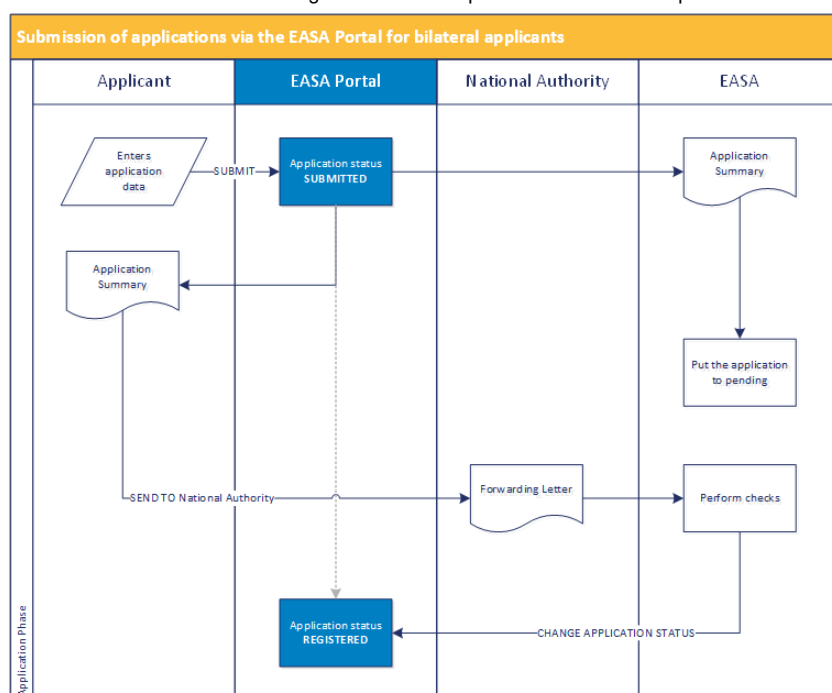 Submission of applications via the EASA Portal for bilateral applicants
Applicant
EASA Portal
National Authority
EASA
Enters
application
data
SUBMIT
Application status
SUBMITTED
Application
Summary
Application
Summary
Put the application
to pending
SEND TO National Authority
Forwarding Letter
Perform checks
Application status
REGISTERED
CHANGE APPLICATION STATUS
Application Phase